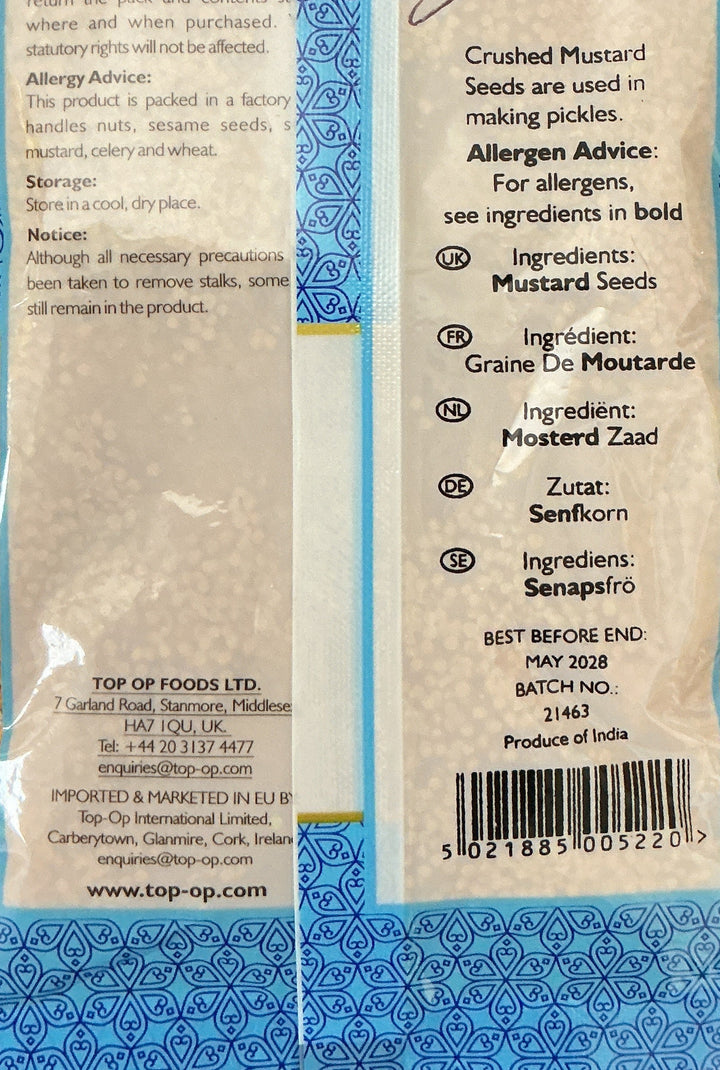 return the pack and contents
where and when purchased.
statutory rights will not be affected.
Allergy Advice:
This product is packed in a factory
handles nuts, sesame seeds, s
mustard, celery and wheat.
Storage:
Store in a cool, dry place.
Notice:
Although all necessary precautions
been taken to remove stalks, some
still remain in the product.
TOP OP FOODS LTD.
7 Garland Road, Stanmore, Middlese
HA7 1QU, UK.
Tel: +44 20 3137 4477
enquiries@top-op.com
IMPORTED & MARKETED IN EU BY
Top-Op International Limited,
Carberytown, Glanmire, Cork, Irelan
enquiries@top-op.com
www.top-op.com
Crushed Mustard
Seeds are used in
making pickles.
Allergen Advice:
For allergens,
see ingredients in bold
UK Ingredients:
Mustard Seeds
FR Ingrédient:
Graine De Moutarde
NL Ingrediënt:
Mosterd Zaad
DE Zutat:
Senfkorn
SE Ingrediens:
Senapsfrö
BEST BEFORE END:
MAY 2028
BATCH NO.:
21463
Produce of India
5 021885 005220 >